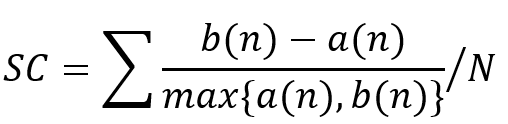 SC = ∑ b(n) − a(n) / max{a(n), b(n)} /N